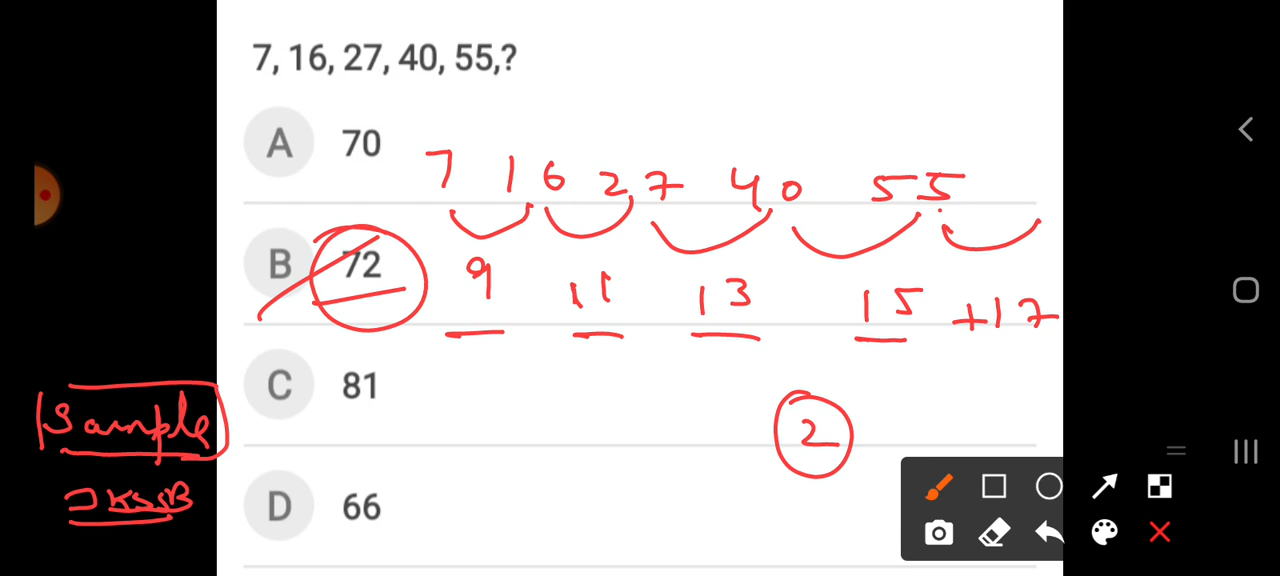 7, 16, 27, 40, 55,?
A 70
7 16 27 40 55
B 72
9 11 13 15 +17
C 81
Sample
2
JKSSB
D 66